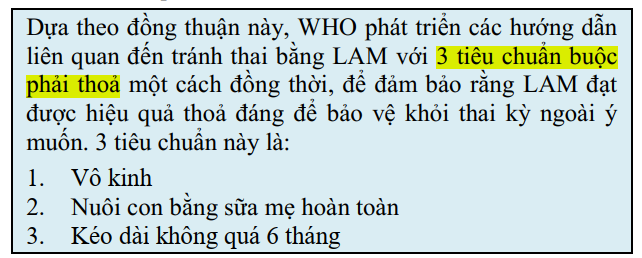 Dựa theo đồng thuận này, WHO phát triển các hướng dẫn
liên quan đến tránh thai bằng LAM với 3 tiêu chuẩn buộc
phải thoả một cách đồng thời, để đảm bảo rằng LAM đạt
được hiệu quả thoả đáng để bảo vệ khỏi thai kỳ ngoài ý
muốn. 3 tiêu chuẩn này là:
1. Vô kinh
2. Nuôi con bằng sữa mẹ hoàn toàn
3. Kéo dài không quá 6 tháng